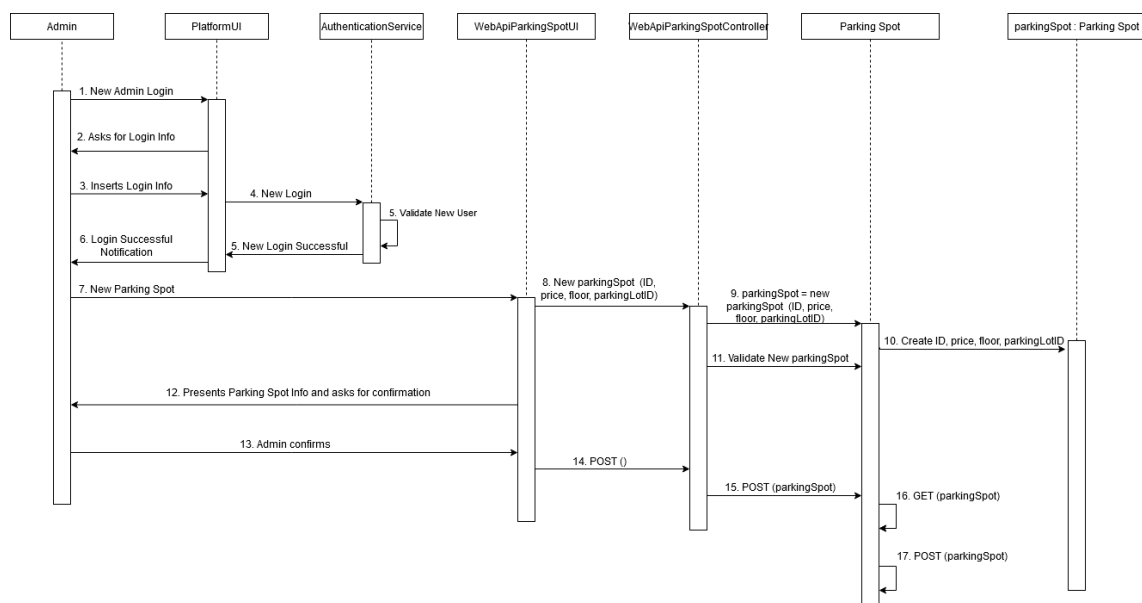 Admin
PlatformUI
AuthenticationService
WebApiParkingSpotUI
WebApiParkingSpotController
Parking Spot
parkingSpot : Parking Spot
1. New Admin Login
2. Asks for Login Info
3. Inserts Login Info
4. New Login
5. Validate New User
5. New Login Successful
6. Login Successful
Notification
7. New Parking Spot
8. New parkingSpot (ID,
price, floor, parkingLotID)
9. parkingSpot = new
parkingSpot (ID, price,
floor, parkingLotID)
10. Create ID, price, floor, parkingLotID
11. Validate New parkingSpot
12. Presents Parking Spot Info and asks for confirmation
13. Admin confirms
14. POST ()
15. POST (parkingSpot)
16. GET (parkingSpot)
17. POST (parkingSpot)